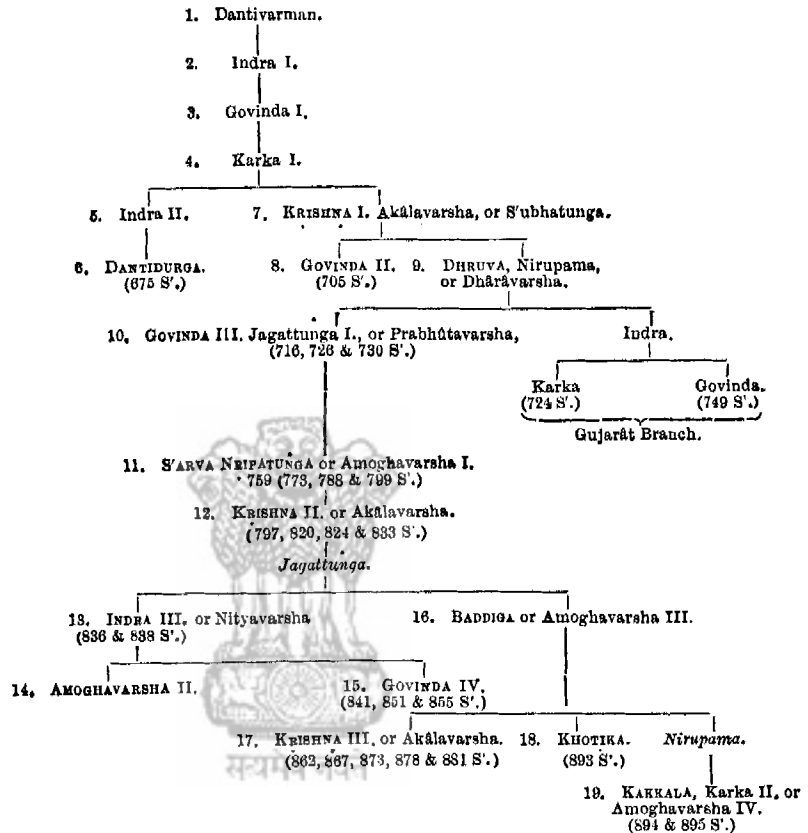 1. Dantivarman.
2. Indra I.
3. Govinda I.
4. Karka I.
5. Indra II. 7. KRISHNA I. Akâlavarsha, or S'ubhatunga.
6. DANTIDURGA. 8. GOVINDA II. 9. DHRUVA, Nirupama,
(675 S'.) (705 S'.) or Dhârâvarsha.
10. GOVINDA III. Jagattunga I., or Prabhûtavarsha, Indra.
(716, 726 & 730 S'.)
Karka Govinda.
(724 S'.) (749 S'.)
Gujarât Branch.
11. S'ARVA NRIPATUNGA or Amoghavarsha I.
759 (773, 788 & 799 S'.)
12. KRISHNA II. or Akâlavarsha.
(797, 820, 824 & 833 S'.)
Jagattunga.
13. INDRA III. or Nityavarsha 16. BADDIGA or Amoghavarsha III.
(836 & 838 S'.)
14. AMOGHAVARSHA II. 15. GOVINDA IV.
(841, 851 & 855 S'.)
17. KRISHNA III. or Akâlavarsha. 18. KHOTIKA. Nirupama.
(862, 867, 873, 878 & 881 S'.) (893 S'.)
सत्यमेव जयते
19. KAKKALA, Karka II. or
Amoghavarsha IV.
(894 & 895 S'.)